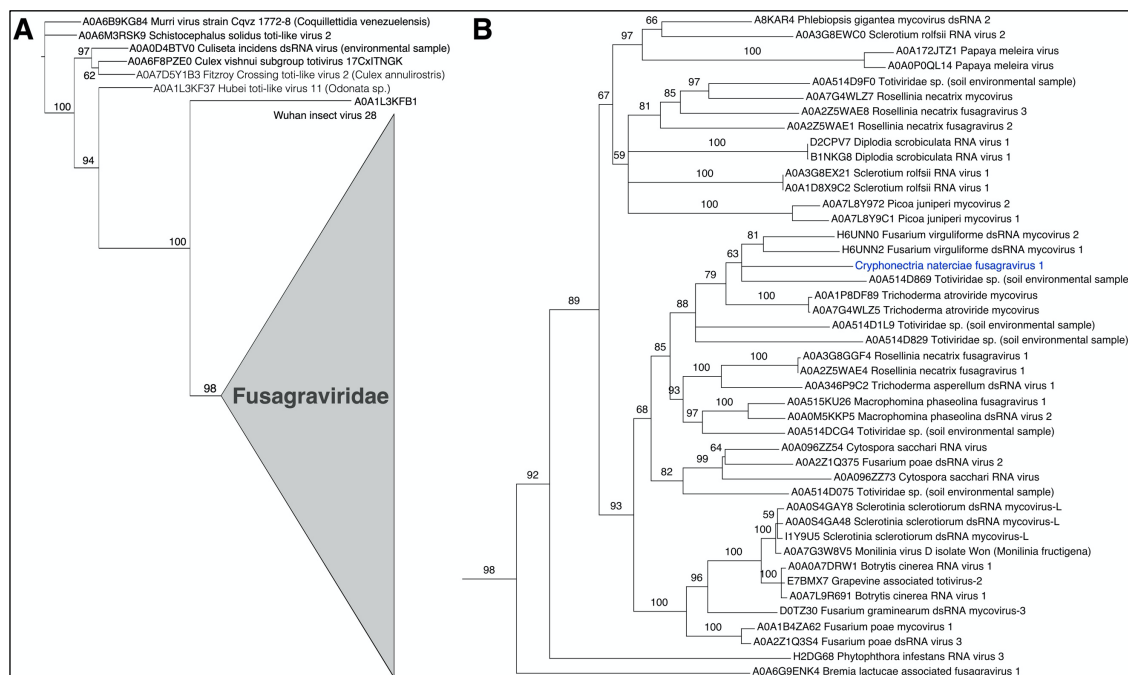 A
A0A6B9KG84 Murri virus strain Cqvz 1772-8 (Coquillettidia venezuelensis)
A0A6M3RSK9 Schistocephalus solidus toti-like virus 2
97
A0A0D4BTV0 Culiseta incidens dsRNA virus (environmental sample)
A0A6F8PZE0 Culex vishnui subgroup totivirus 17CxITNGK
62
A0A7D5Y1B3 Fitzroy Crossing toti-like virus 2 (Culex annulirostris)
A0A1L3KF37 Hubei toti-like virus 11 (Odonata sp.)
100
A0A1L3KFB1
Wuhan insect virus 28
94
100
98
Fusagraviridae
B
66
A8KAR4 Phlebiopsis gigantea mycovirus dsRNA 2
A0A3G8EWC0 Sclerotium rolfsii RNA virus 2
97
100
A0A172JTZ1 Papaya meleira virus
A0A0P0QL14 Papaya meleira virus
67
97
A0A514D9F0 Totiviridae sp. (soil environmental sample)
85
A0A7G4WLZ7 Rosellinia necatrix mycovirus
81
A0A2Z5WAE8 Rosellinia necatrix fusagravirus 3
A0A2Z5WAE1 Rosellinia necatrix fusagravirus 2
100
D2CPV7 Diplodia scrobiculata RNA virus 1
59
B1NKG8 Diplodia scrobiculata RNA virus 1
100
A0A3G8EX21 Sclerotium rolfsii RNA virus 1
A0A1D8X9C2 Sclerotium rolfsii RNA virus 1
100
A0A7L8Y972 Picoa juniperi mycovirus 2
A0A7L8Y9C1 Picoa juniperi mycovirus 1
81
H6UNN0 Fusarium virguliforme dsRNA mycovirus 2
63
H6UNN2 Fusarium virguliforme dsRNA mycovirus 1
Cryphonectria naterciae fusagravirus 1
79
A0A514D869 Totiviridae sp. (soil environmental sample
89
88
100
A0A1P8DF89 Trichoderma atroviride mycovirus
A0A7G4WLZ5 Trichoderma atroviride mycovirus
A0A514D1L9 Totiviridae sp. (soil environmental sample)
85
A0A514D829 Totiviridae sp. (soil environmental sample)
100
A0A3G8GGF4 Rosellinia necatrix fusagravirus 1
100
A0A2Z5WAE4 Rosellinia necatrix fusagravirus 1
93
A0A346P9C2 Trichoderma asperellum dsRNA virus 1
68
100
A0A515KU26 Macrophomina phaseolina fusagravirus 1
97
A0A0M5KKP5 Macrophomina phaseolina dsRNA virus 2
A0A514DCG4 Totiviridae sp. (soil environmental sample)
64
A0A096ZZ54 Cytospora sacchari RNA virus
99
A0A2Z1Q375 Fusarium poae dsRNA virus 2
82
A0A096ZZ73 Cytospora sacchari RNA virus
A0A514D075 Totiviridae sp. (soil environmental sample)
92
93
59
A0A0S4GAY8 Sclerotinia sclerotiorum dsRNA mycovirus-L
A0A0S4GA48 Sclerotinia sclerotiorum dsRNA mycovirus-L
100
I1Y9U5 Sclerotinia sclerotiorum dsRNA mycovirus-L
100
A0A7G3W8V5 Monilinia virus D isolate Won (Monilinia fructigena)
A0A0A7DRW1 Botrytis cinerea RNA virus 1
100
E7BMX7 Grapevine associated totivirus-2
98
96
A0A7L9R691 Botrytis cinerea RNA virus 1
100
D0TZ30 Fusarium graminearum dsRNA mycovirus-3
100
A0A1B4ZA62 Fusarium poae mycovirus 1
A0A2Z1Q3S4 Fusarium poae dsRNA virus 3
H2DG68 Phytophthora infestans RNA virus 3
A0A6G9ENK4 Bremia lactucae associated fusagravirus 1